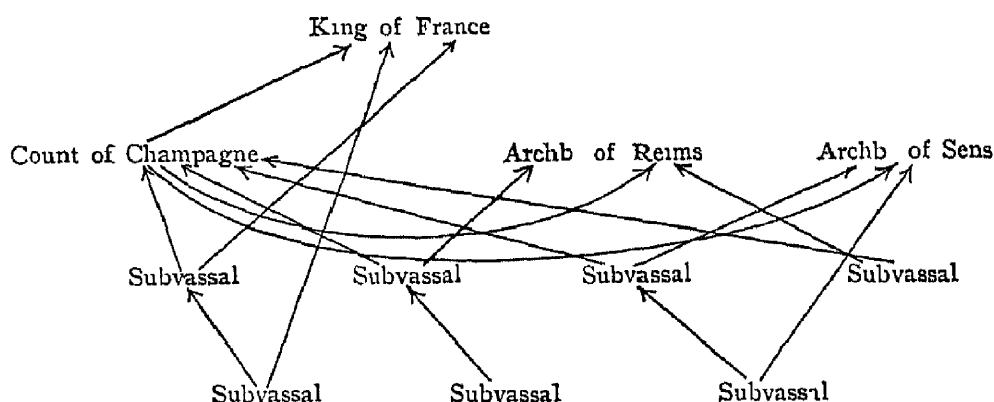 King of France
Count of Champagne Archb of Reims Archb of Sens
Subvassal Subvassal Subvassal Subvassal
Subvassal Subvassal Subvassal